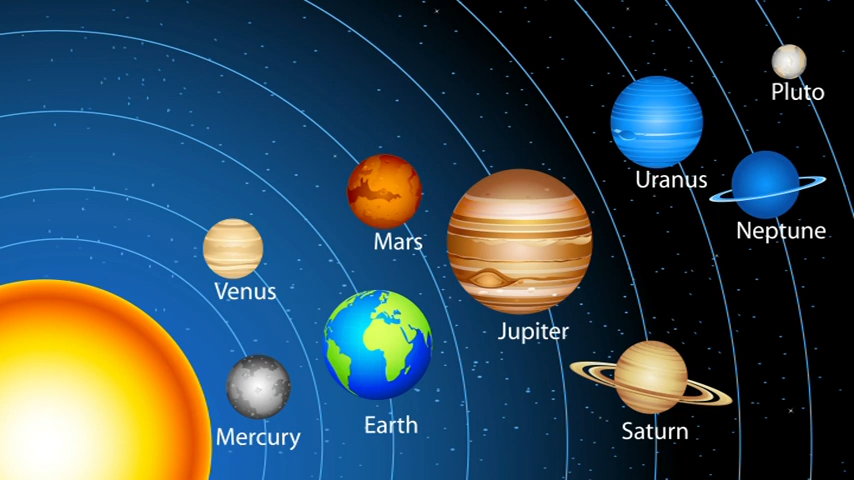 Pluto
Uranus
Neptune
Mars
Venus
Jupiter
Earth
Saturn
Mercury